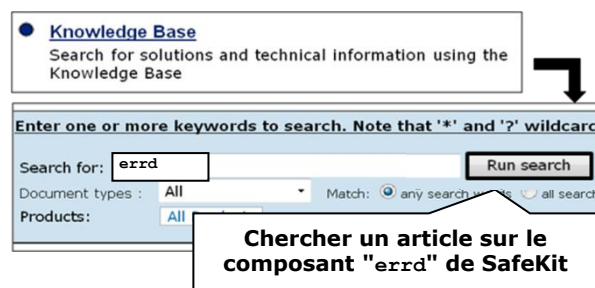 Knowledge Base
Search for solutions and technical information using the
Knowledge Base
Enter one or more keywords to search. Note that '*' and '?' wildcard
Search for: errd Run search
Document types : All Match: any search words all search
Products: All
Chercher un article sur le
composant "errd" de SafeKit